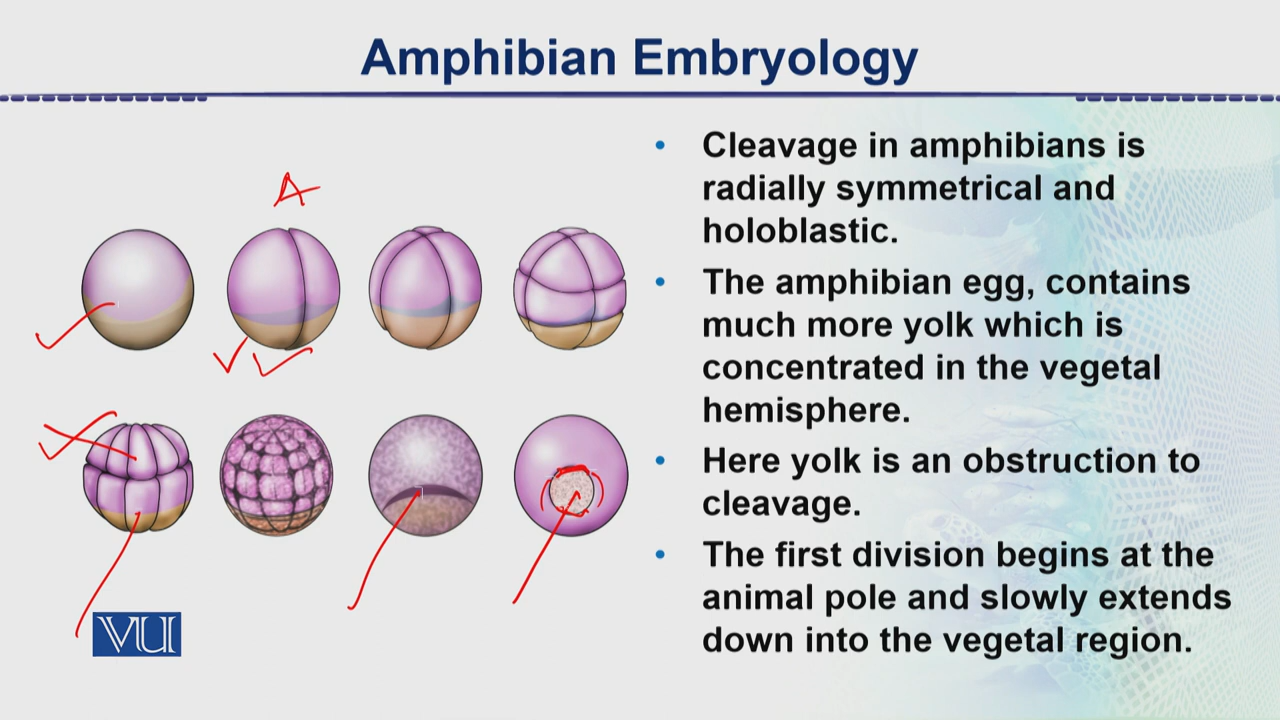 Amphibian Embryology
A
• Cleavage in amphibians is
radially symmetrical and
holoblastic.
• The amphibian egg, contains
much more yolk which is
concentrated in the vegetal
hemisphere.
• Here yolk is an obstruction to
cleavage.
• The first division begins at the
animal pole and slowly extends
down into the vegetal region.
VU